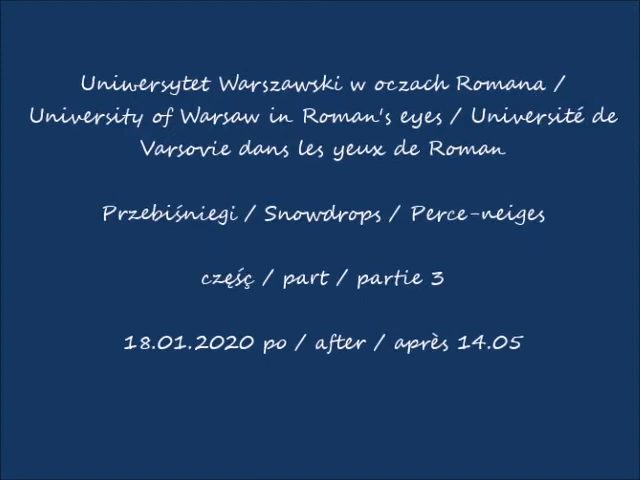 Uniwersytet Warszawski w oczach Romana /
University of Warsaw in Roman's eyes / Université de
Varsovie dans les yeux de Roman
Przebiśniegi / Snowdrops / Perce-neiges
częśç / part / partie 3
18.01.2020 po / after / après 14.05